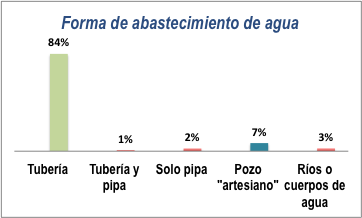 Forma de abastecimiento de agua
84%
1%
2%
7%
3%
Tubería
Tubería y
pipa
Solo pipa
Pozo
"artesiano"
Ríos o
cuerpos de
agua